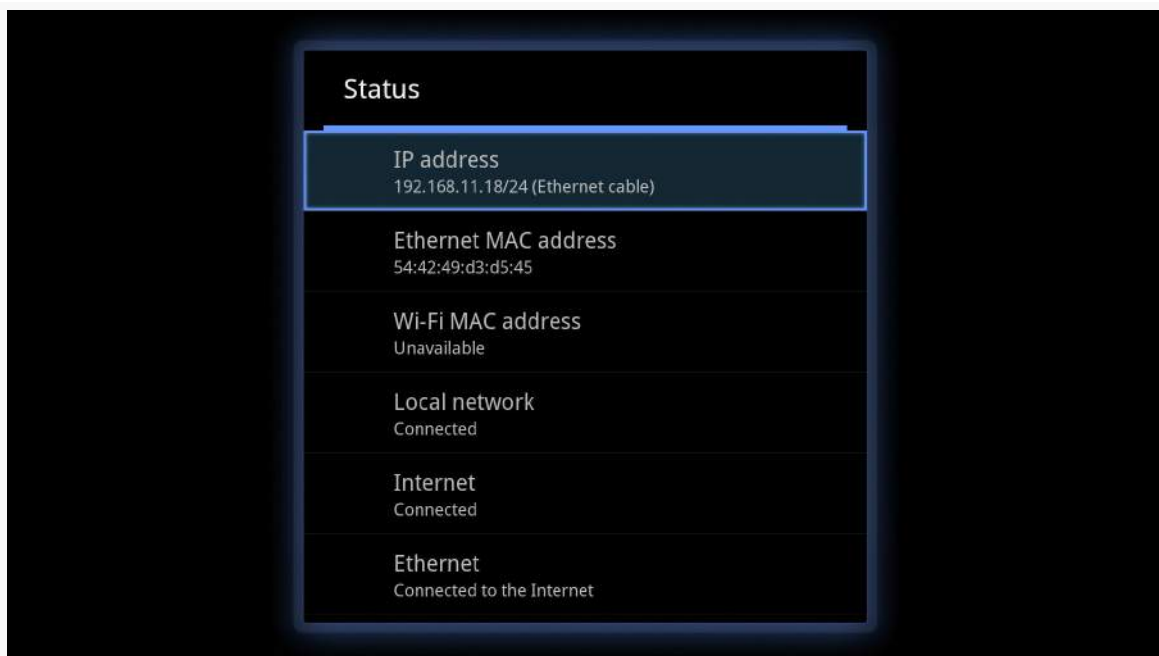 Status
IP address
192.168.11.18/24 (Ethernet cable)
Ethernet MAC address
54:42:49:d3:d5:45
Wi-Fi MAC address
Unavailable
Local network
Connected
Internet
Connected
Ethernet
Connected to the Internet